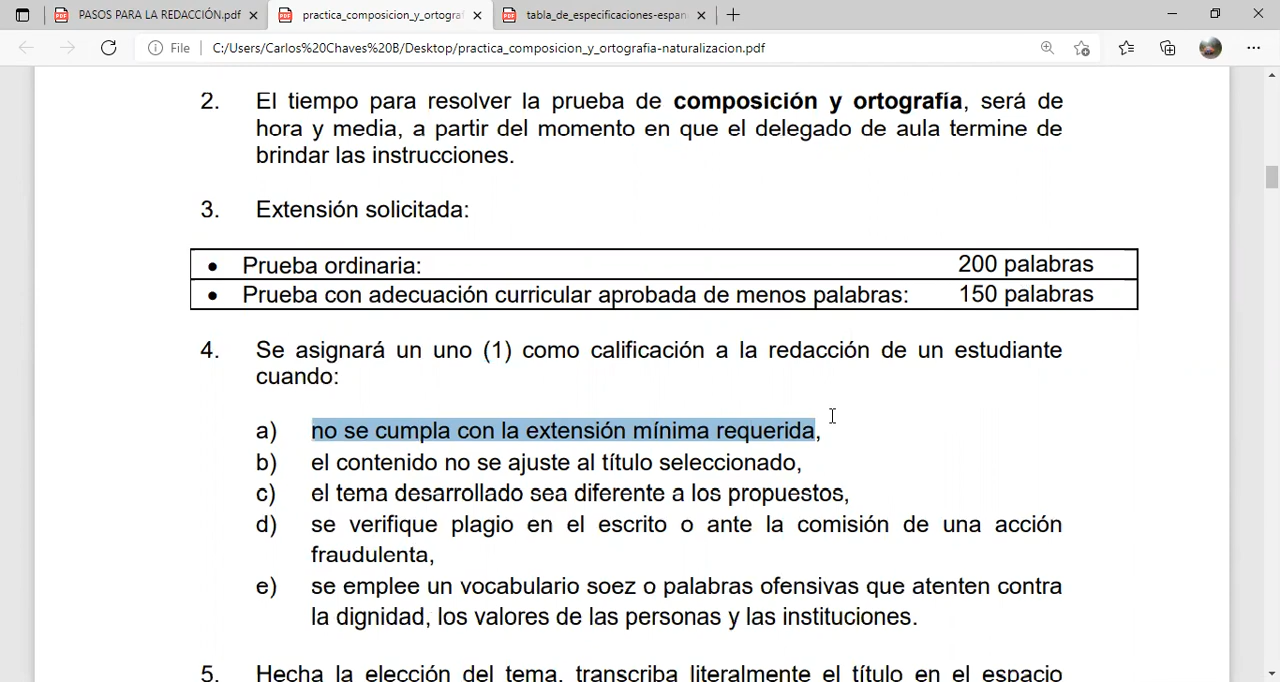 PASOS PARA LA REDACCIÓN.pdf
practica_composicion_y_ortogra
tabla_de_especificaciones-espan
File
C:/Users/Carlos%20Chaves%20B/Desktop/practica_composicion_y_ortografia-naturalizacion.pdf
2. El tiempo para resolver la prueba de composición y ortografía, será de
hora y media, a partir del momento en que el delegado de aula termine de
brindar las instrucciones.
3. Extensión solicitada:
• Prueba ordinaria: 200 palabras
• Prueba con adecuación curricular aprobada de menos palabras: 150 palabras
4. Se asignará un uno (1) como calificación a la redacción de un estudiante
cuando:
a) no se cumpla con la extensión mínima requerida,
b) el contenido no se ajuste al título seleccionado,
c) el tema desarrollado sea diferente a los propuestos,
d) se verifique plagio en el escrito o ante la comisión de una acción
fraudulenta,
e) se emplee un vocabulario soez o palabras ofensivas que atenten contra
la dignidad, los valores de las personas y las instituciones.
5. Hecha la elección del tema, transcriba literalmente el título en el espacio